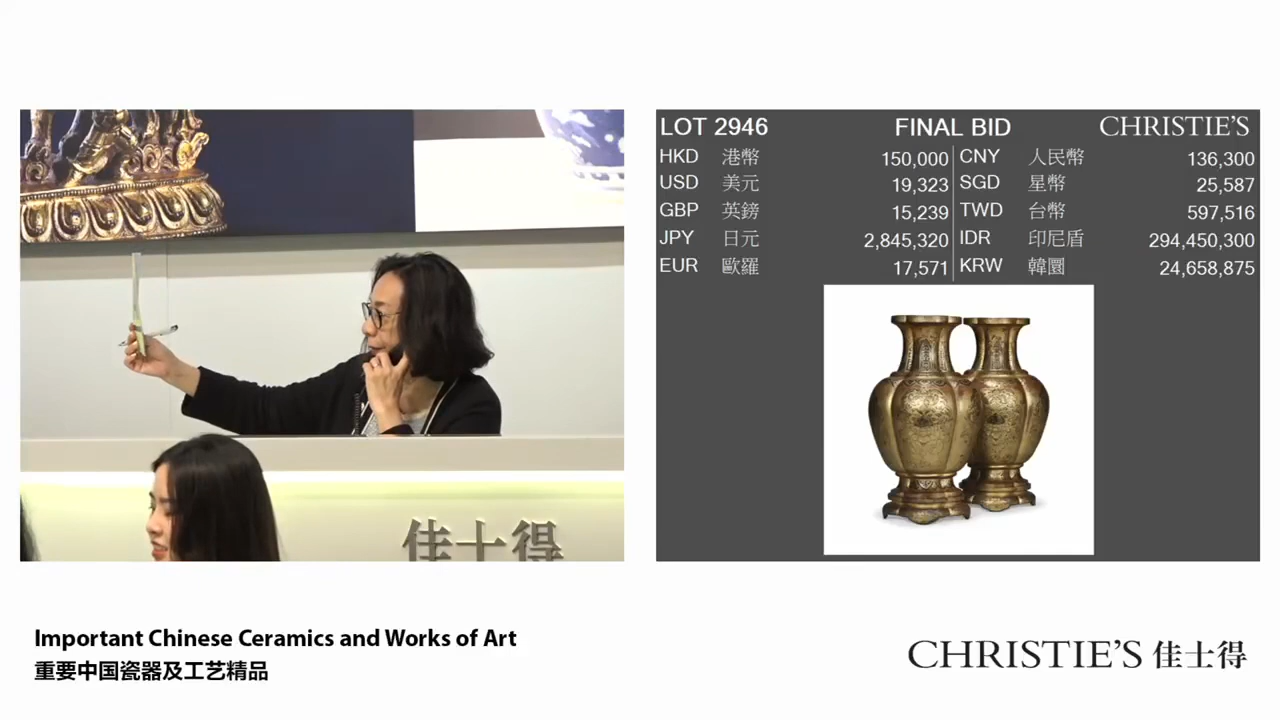 佳士得
LOT 2946 FINAL BID CHRISTIE'S
HKD 港幣 150,000 CNY 人民幣 136,300
USD 美元 19,323 SGD 星幣 25,587
GBP 英鎊 15,239 TWD 台幣 597,516
JPY 日元 2,845,320 IDR 印尼盾 294,450,300
EUR 歐羅 17,571 KRW 韓圜 24,658,875
Important Chinese Ceramics and Works of Art
重要中国瓷器及工艺精品
CHRISTIE'S 佳士得